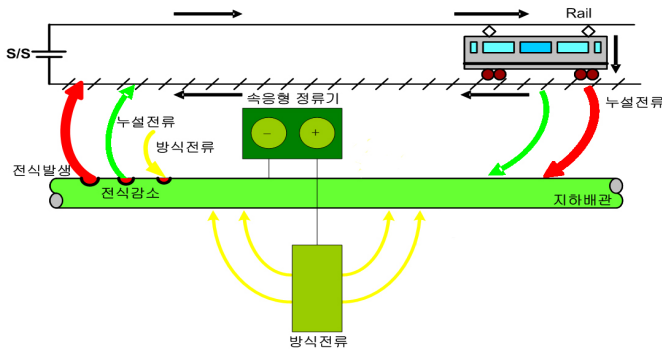 Rail
S/S
속응형 정류기
누설전류
누설전류
방식전류
전식발생
전식감소
지하배관
− +
방식전류